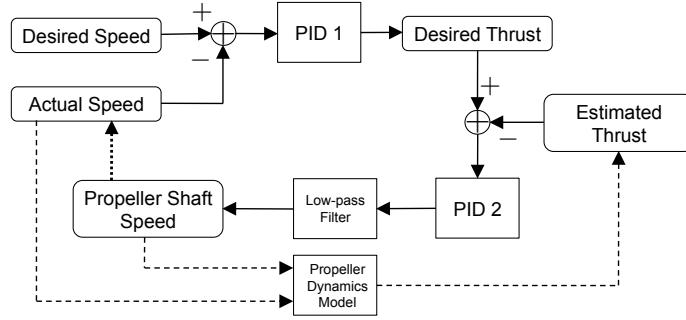 +
Desired Speed
PID 1
Desired Thrust
−
Actual Speed
+
Estimated
Thrust
−
Propeller Shaft
Speed
Low-pass
Filter
PID 2
Propeller
Dynamics
Model